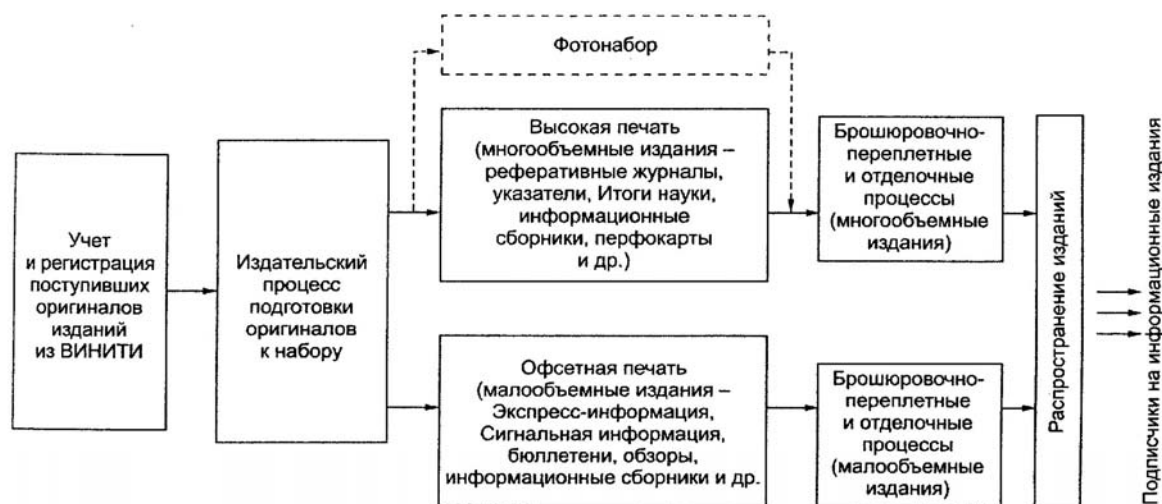 Фотонабор
Учет
и регистрация
поступивших
оригиналов
изданий
из ВИНИТИ
Издательский
процесс
подготовки
оригиналов
к набору
Высокая печать
(многообъемные издания –
реферативные журналы,
указатели, Итоги науки,
информационные
сборники, перфокарты
и др.)
Офсетная печать
(малообъемные издания –
Экспресс-информация,
Сигнальная информация,
бюллетени, обзоры,
информационные сборники и др.
Брошюровочно-
переплетные
и отделочные
процессы
(многообъемные
издания)
Брошюровочно-
переплетные
и отделочные
процессы
(малообъемные
издания)
Распространение изданий
Подписчики на информационные издания